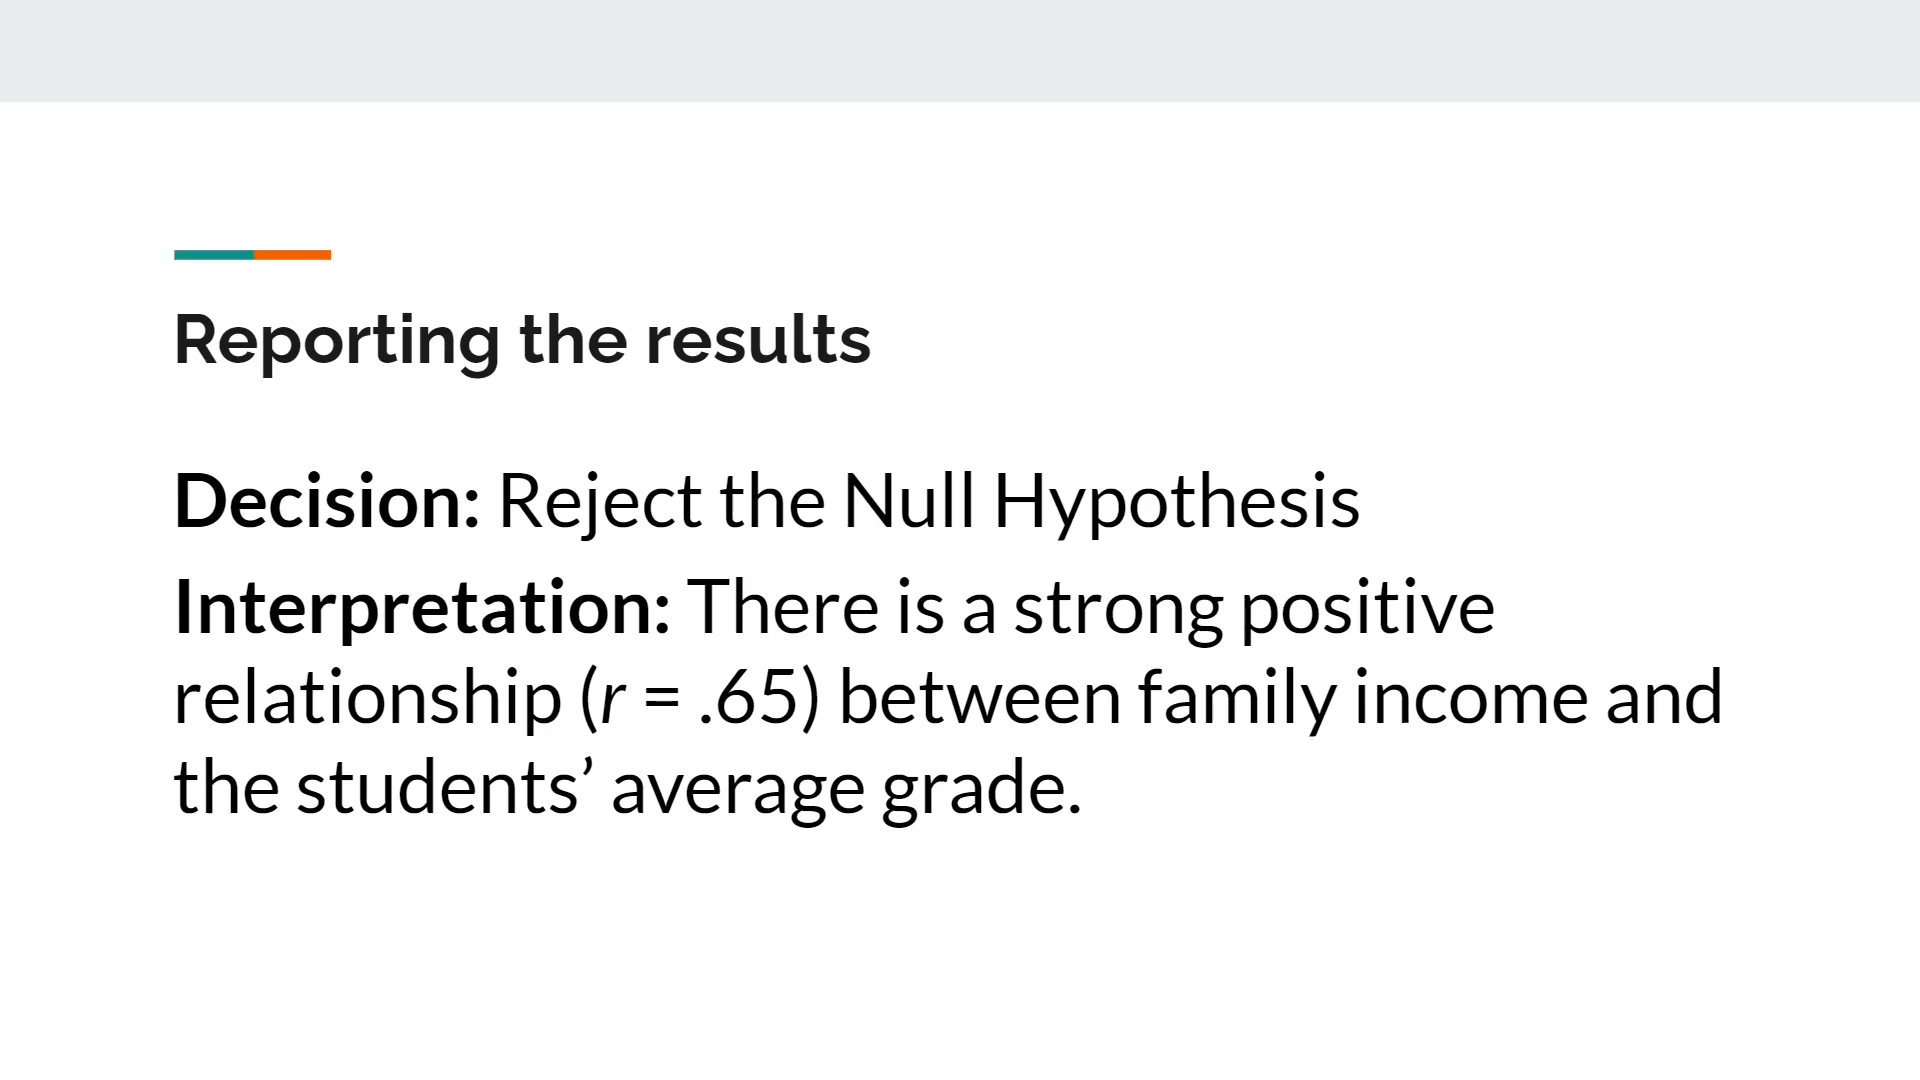 Reporting the results
Decision: Reject the Null Hypothesis
Interpretation: There is a strong positive
relationship (r = .65) between family income and
the students’ average grade.